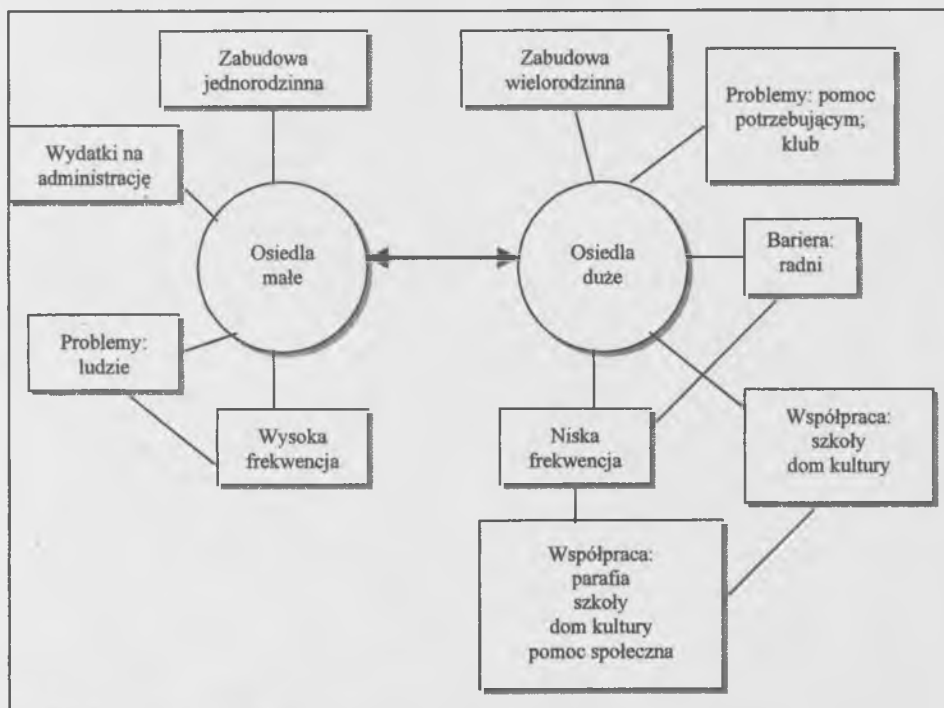 Zabudowa
jednorodzinna
Zabudowa
wielorodzinna
Problemy: pomoc
potrzebującym;
klub
Wydatki na
administrację
Osiedla
małe
Osiedla
duże
Bariera:
radni
Problemy:
ludzie
Wysoka
frekwencja
Niska
frekwencja
Współpraca:
szkoły
dom kultury
Współpraca:
parafia
szkoły
dom kultury
pomoc społeczna